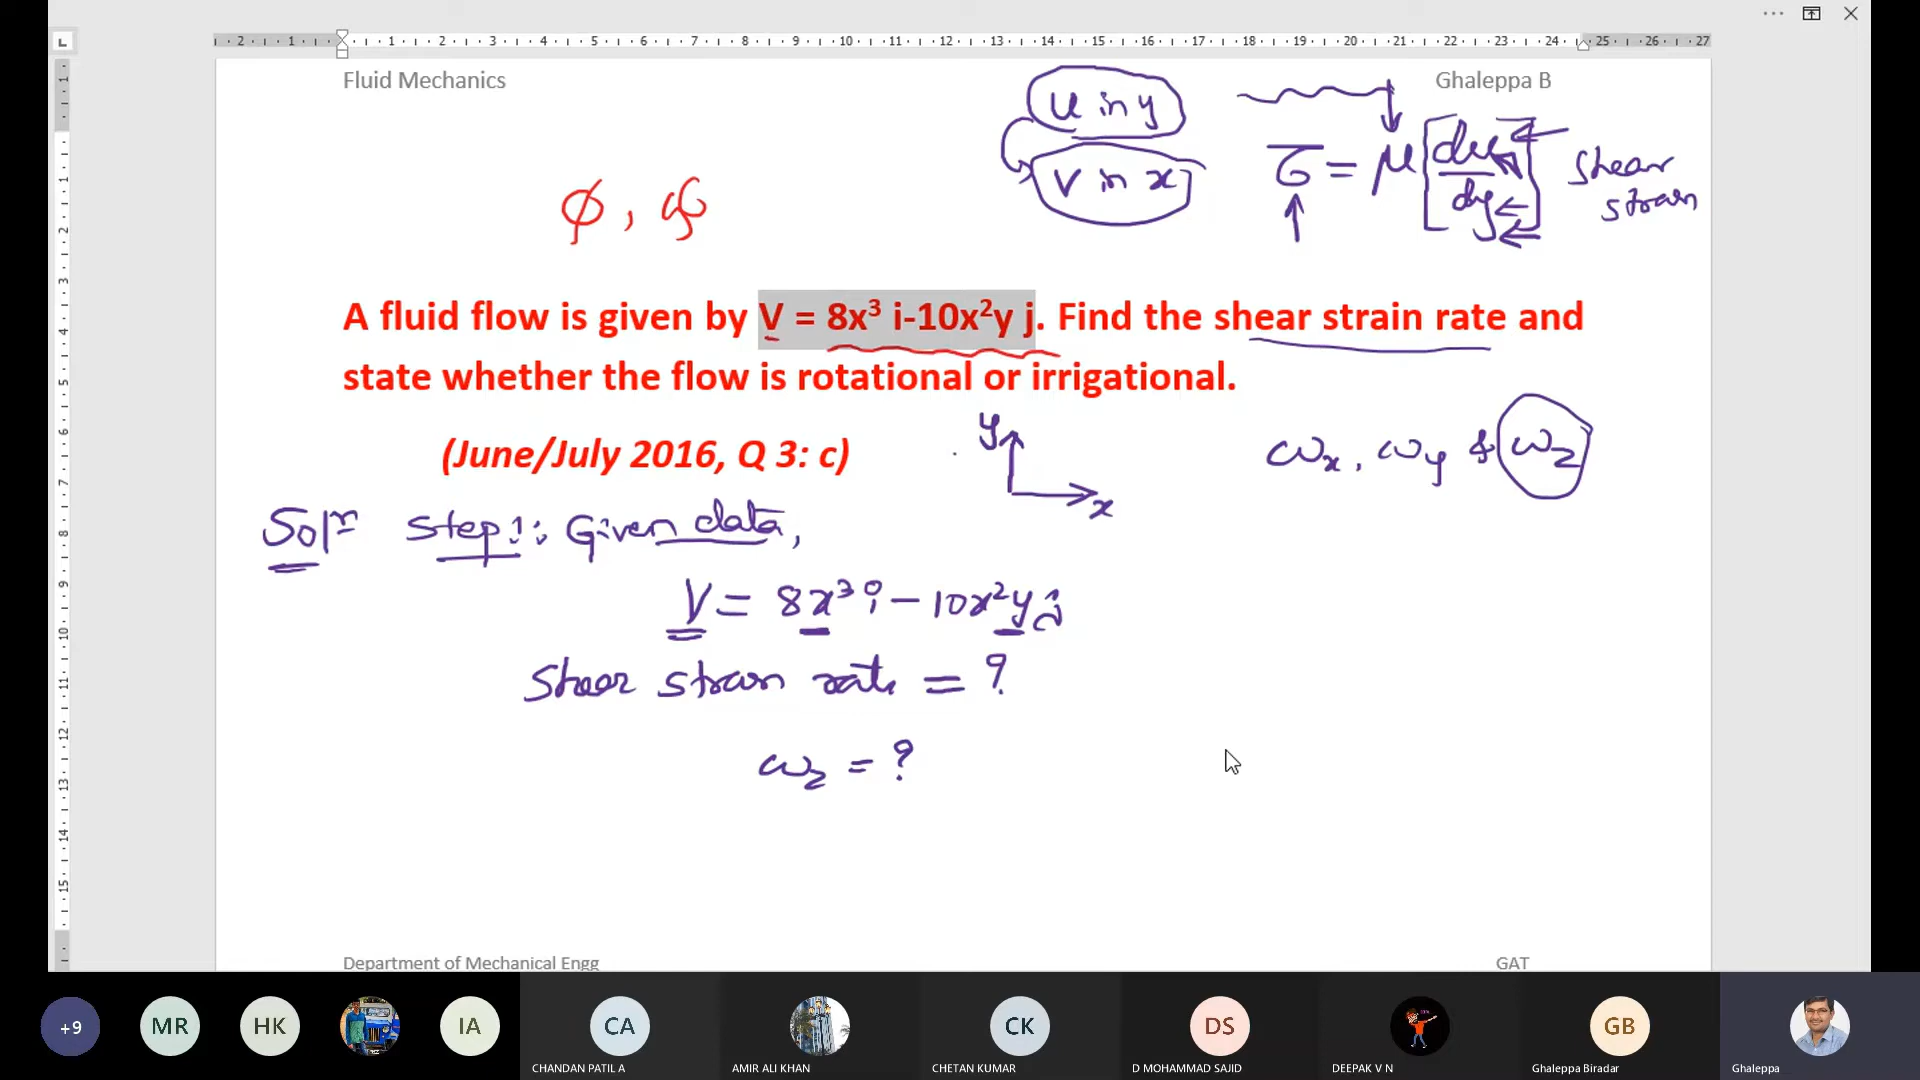 Fluid Mechanics
Ghaleppa B
u in y
v in x
τ = μ [du/dy] shear strain
ϕ, ψ
A fluid flow is given by V = 8x³ i-10x²y j. Find the shear strain rate and
state whether the flow is rotational or irrigational.
(June/July 2016, Q 3: c)
y
x
ωx, ωy & ωz
Solⁿ Step 1: Given data,
V = 8x³i – 10x²yj
Shear strain rate = ?
ωz = ?
Department of Mechanical Engg
GAT
+9
MR
HK
IA
CA
CK
DS
GB
CHANDAN PATIL A
AMIR ALI KHAN
CHETAN KUMAR
D MOHAMMAD SAJID
DEEPAK V N
Ghaleppa Biradar
Ghaleppa